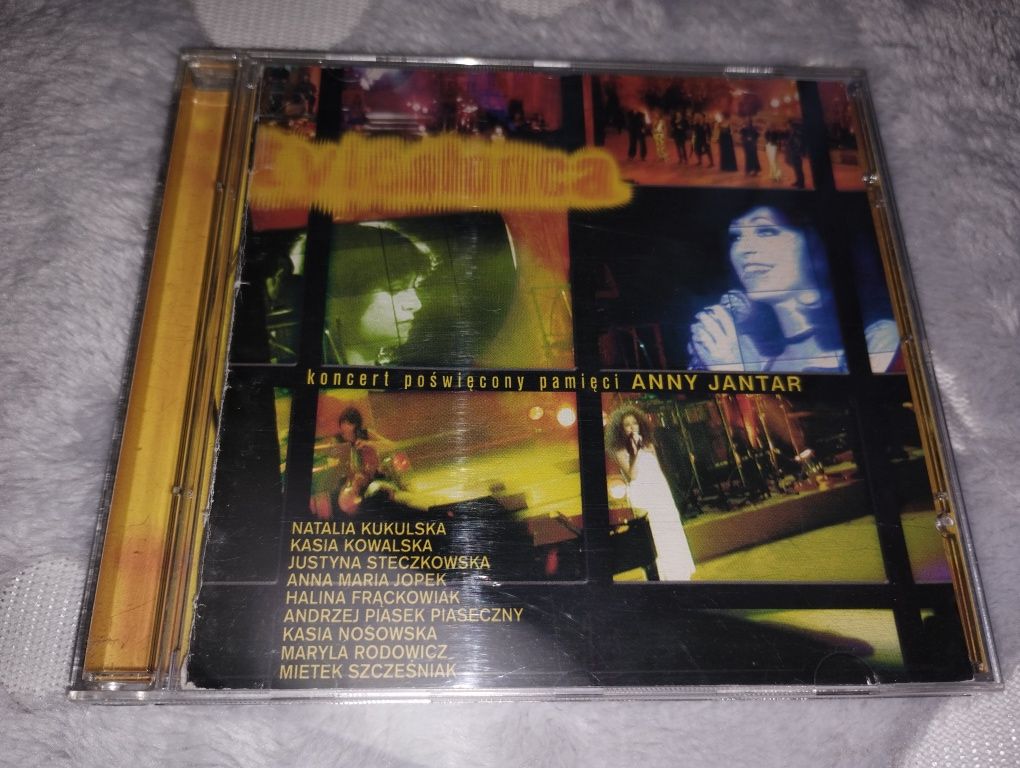 koncert poświęcony pamięci ANNY JANTAR
NATALIA KUKULSKA
KASIA KOWALSKA
JUSTYNA STECZKOWSKA
ANNA MARIA JOPEK
HALINA FRĄCKOWIAK
ANDRZEJ PIASEK PIASECZNY
KASIA NOSOWSKA
MARYLA RODOWICZ
MIETEK SZCZEŚNIAK